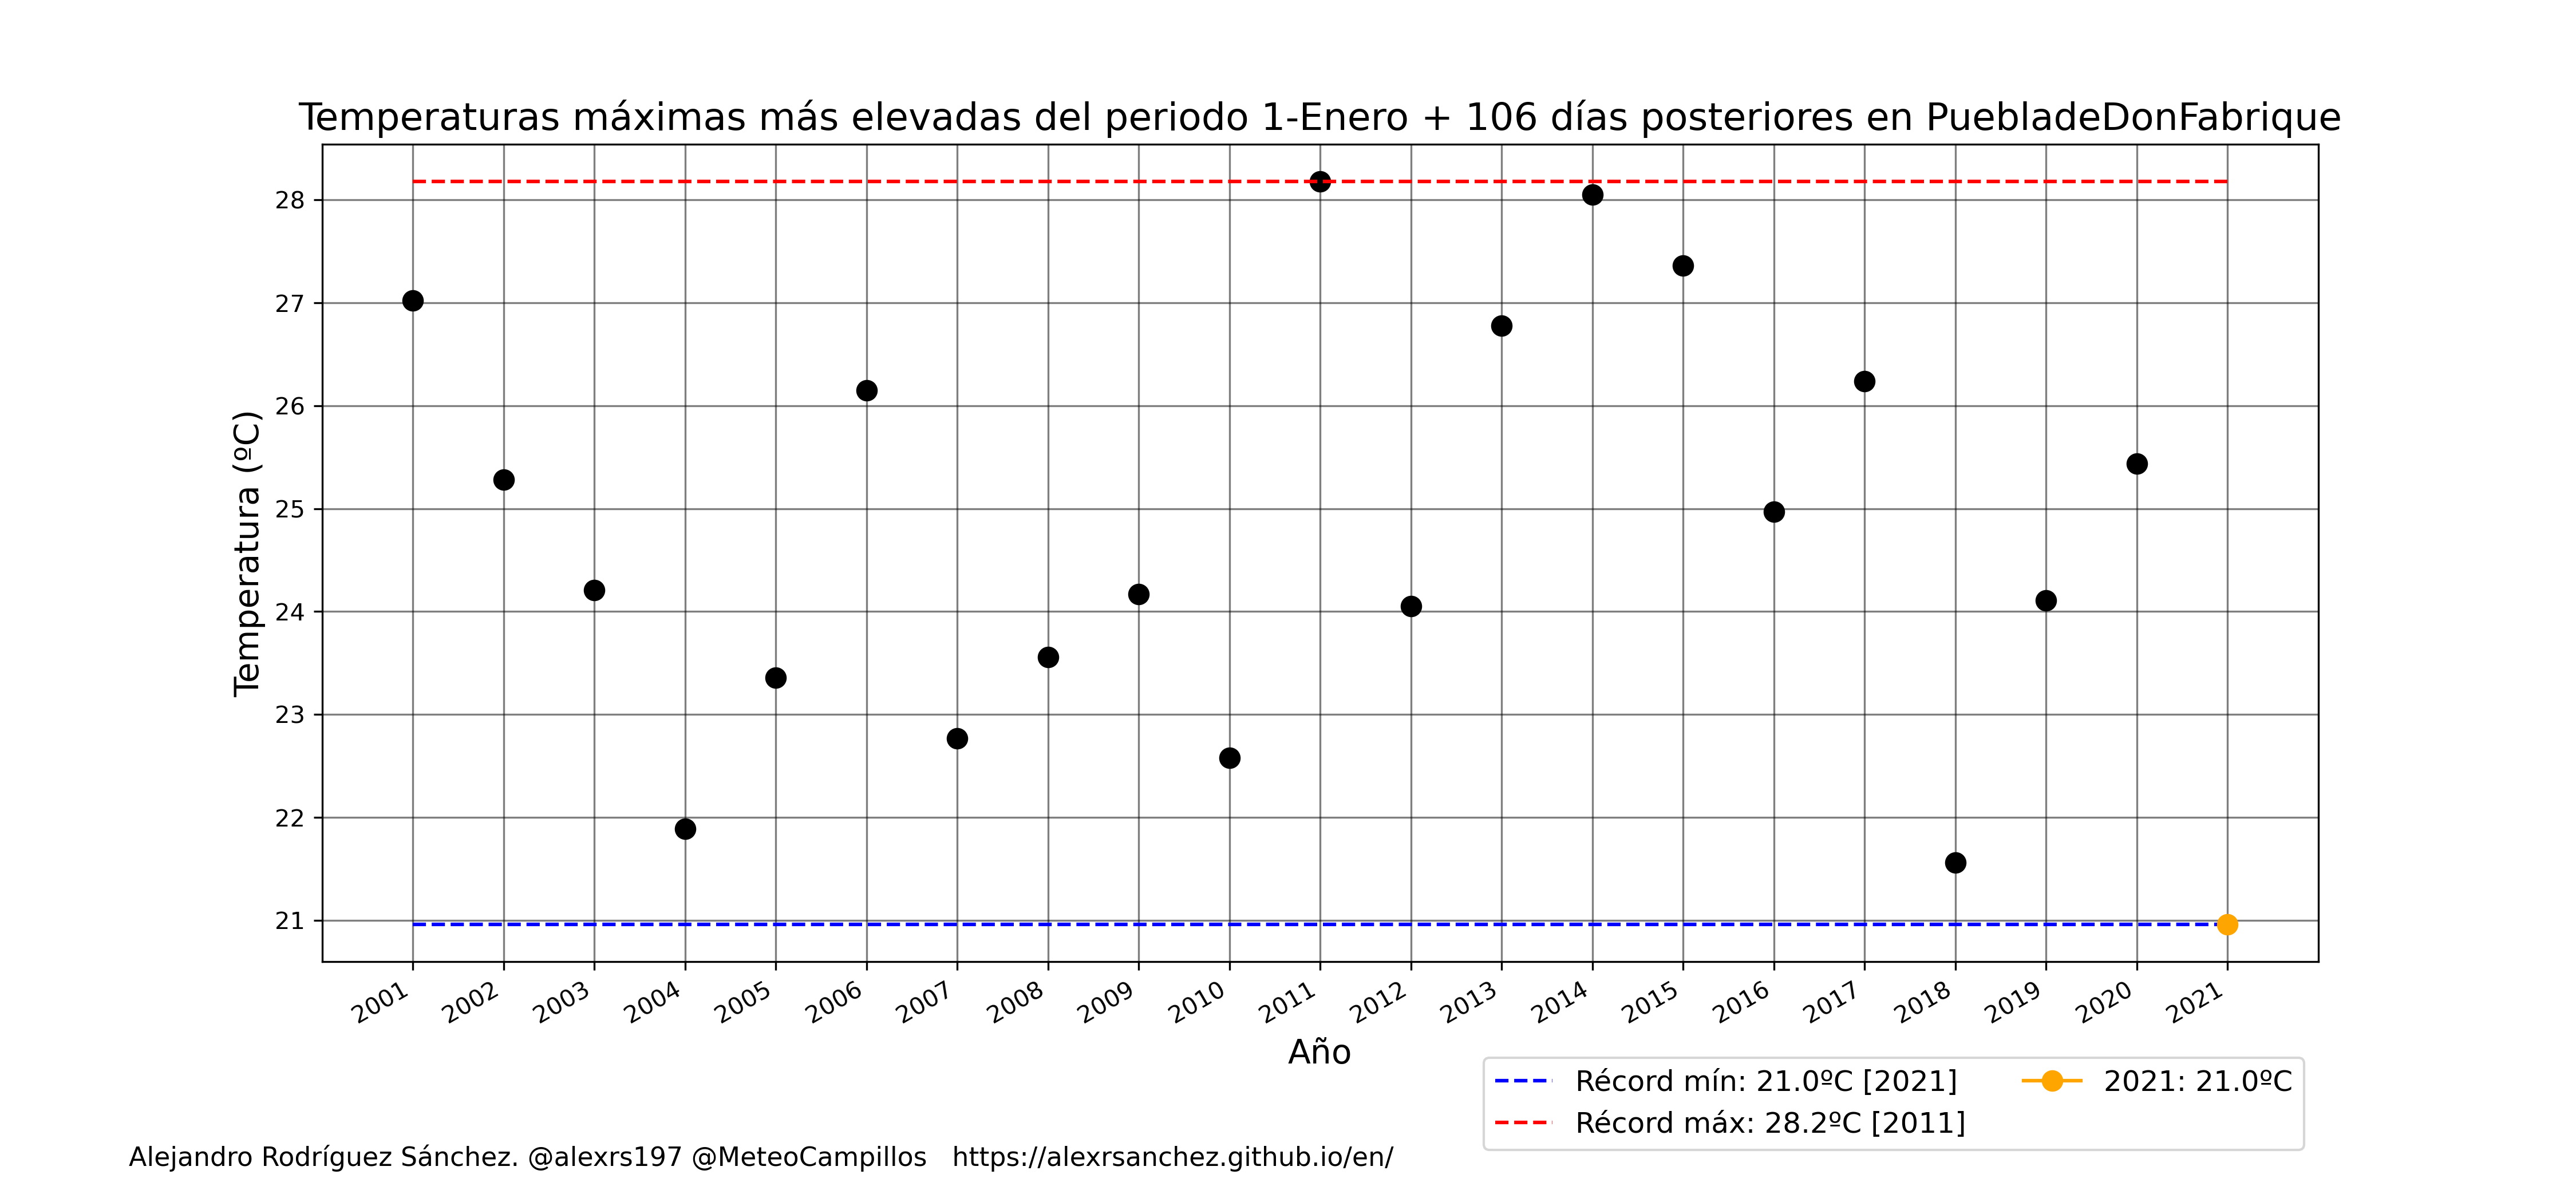 Temperaturas máximas más elevadas del periodo 1-Enero + 106 días posteriores en PuebladeDonFabrique
Temperatura (ºC)
28
27
26
25
24
23
22
21
2001 2002 2003 2004 2005 2006 2007 2008 2009 2010 2011 2012 2013 2014 2015 2016 2017 2018 2019 2020 2021
Año
Récord mín: 21.0ºC [2021] 2021: 21.0ºC
Récord máx: 28.2ºC [2011]
Alejandro Rodríguez Sánchez. @alexrs197 @MeteoCampillos https://alexrsanchez.github.io/en/